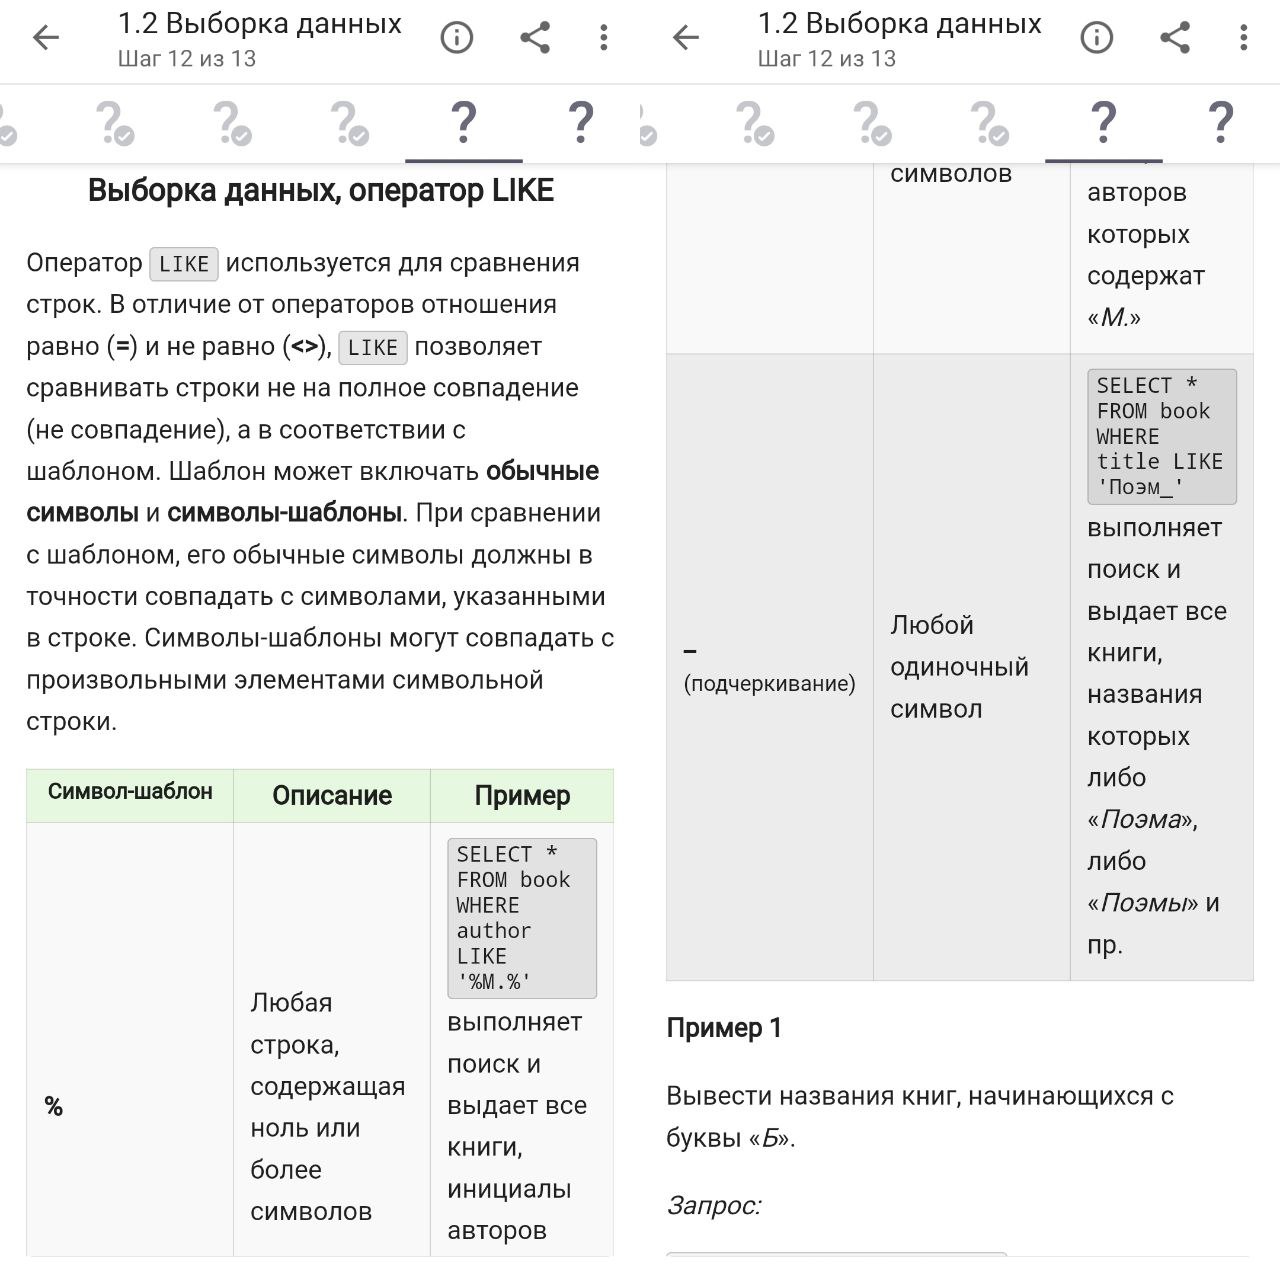 1.2 Выборка данных
Шаг 12 из 13
Выборка данных, оператор LIKE
Оператор LIKE используется для сравнения
строк. В отличие от операторов отношения
равно (=) и не равно (<>), LIKE позволяет
сравнивать строки не на полное совпадение
(не совпадение), а в соответствии с
шаблоном. Шаблон может включать обычные
символы и символы-шаблоны. При сравнении
с шаблоном, его обычные символы должны в
точности совпадать с символами, указанными
в строке. Символы-шаблоны могут совпадать с
произвольными элементами символьной
строки.
Символ-шаблон Описание Пример
%
Любая
строка,
содержащая
ноль или
более
символов
SELECT *
FROM book
WHERE
author
LIKE
'%М.%'
выполняет
поиск и
выдает все
книги,
инициалы
авторов
1.2 Выборка данных
Шаг 12 из 13
символов
авторов
которых
содержат
«М.»
_
(подчеркивание)
Любой
одиночный
символ
SELECT *
FROM book
WHERE
title LIKE
'Поэм_'
выполняет
поиск и
выдает все
книги,
названия
которых
либо
«Поэма»,
либо
«Поэмы» и
пр.
Пример 1
Вывести названия книг, начинающихся с
буквы «Б».
Запрос: